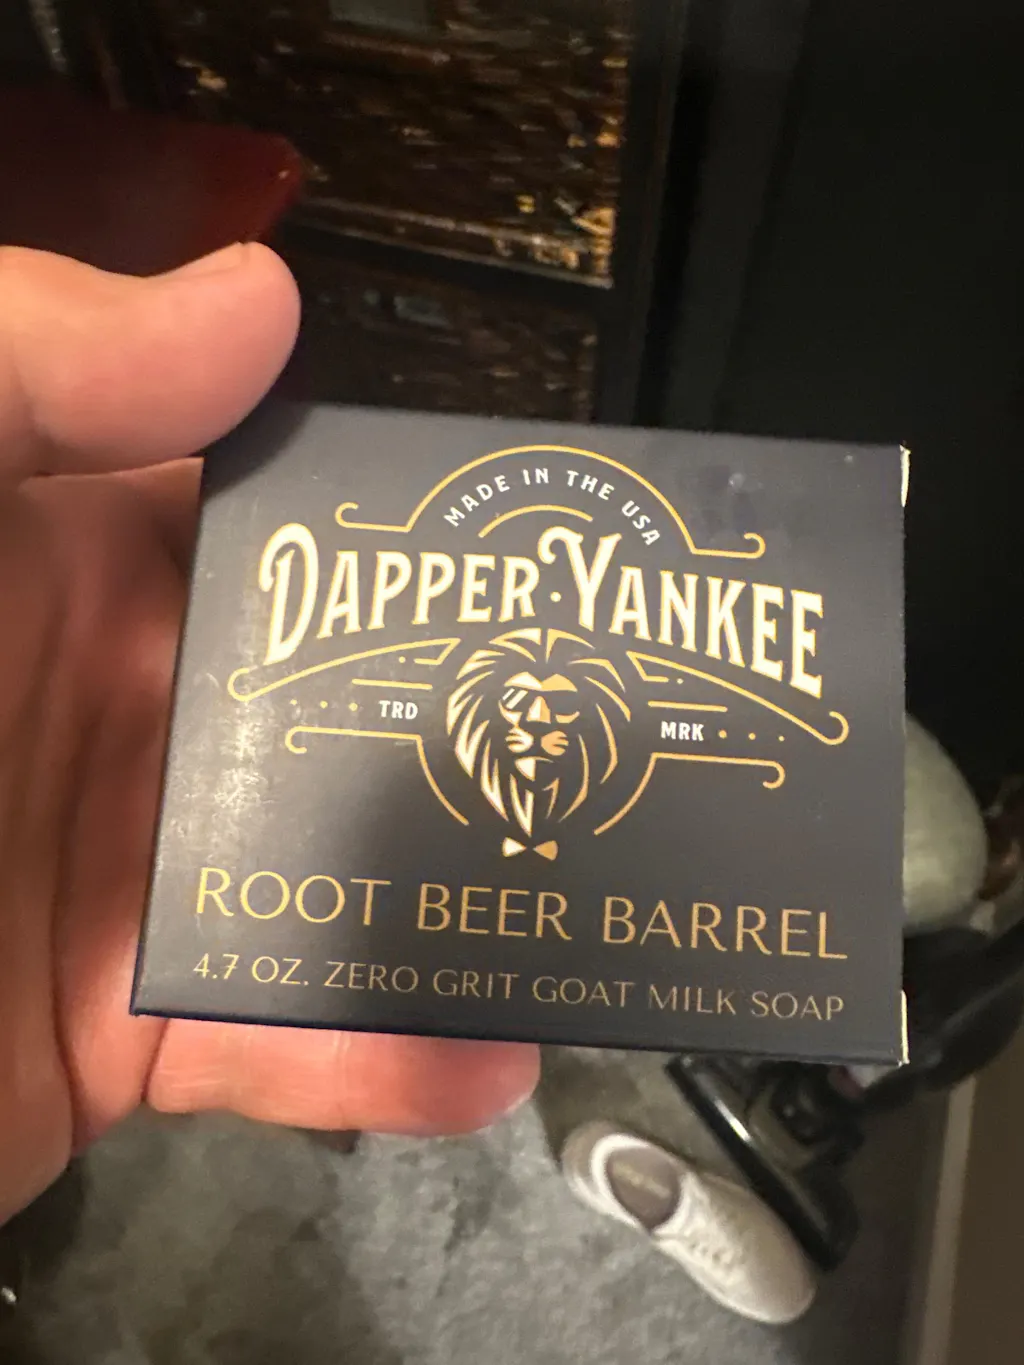 MADE IN THE USA
DAPPER·YANKEE
TRD MRK
ROOT BEER BARREL
4.7 OZ. ZERO GRIT GOAT MILK SOAP